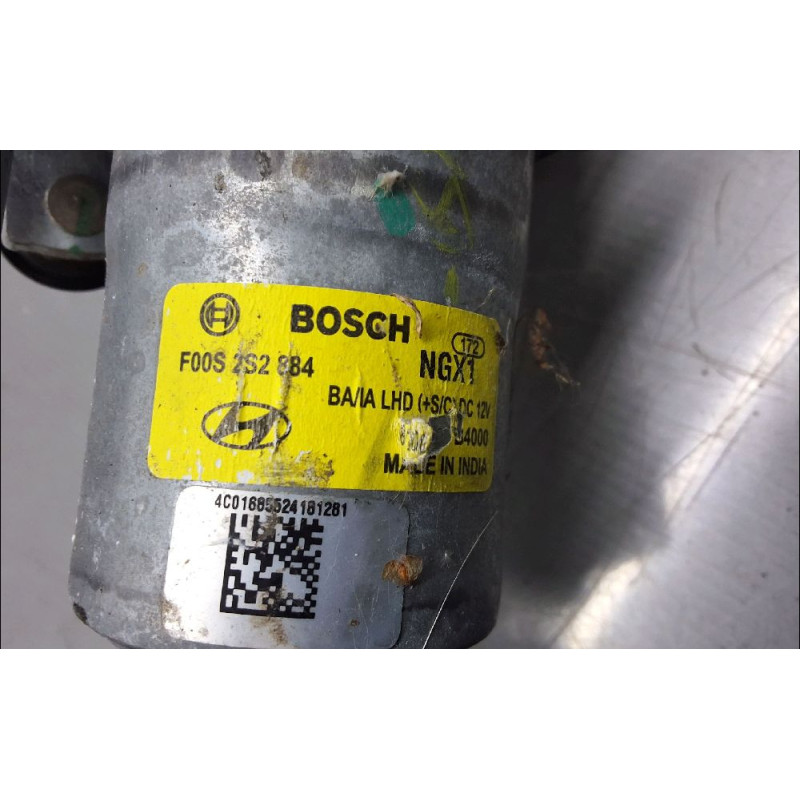 BOSCH
172
F00S 2S2 884
NGX1
BA/IA LHD (+S/C) DC 12V
B4000
MADE IN INDIA
4C01685524181281